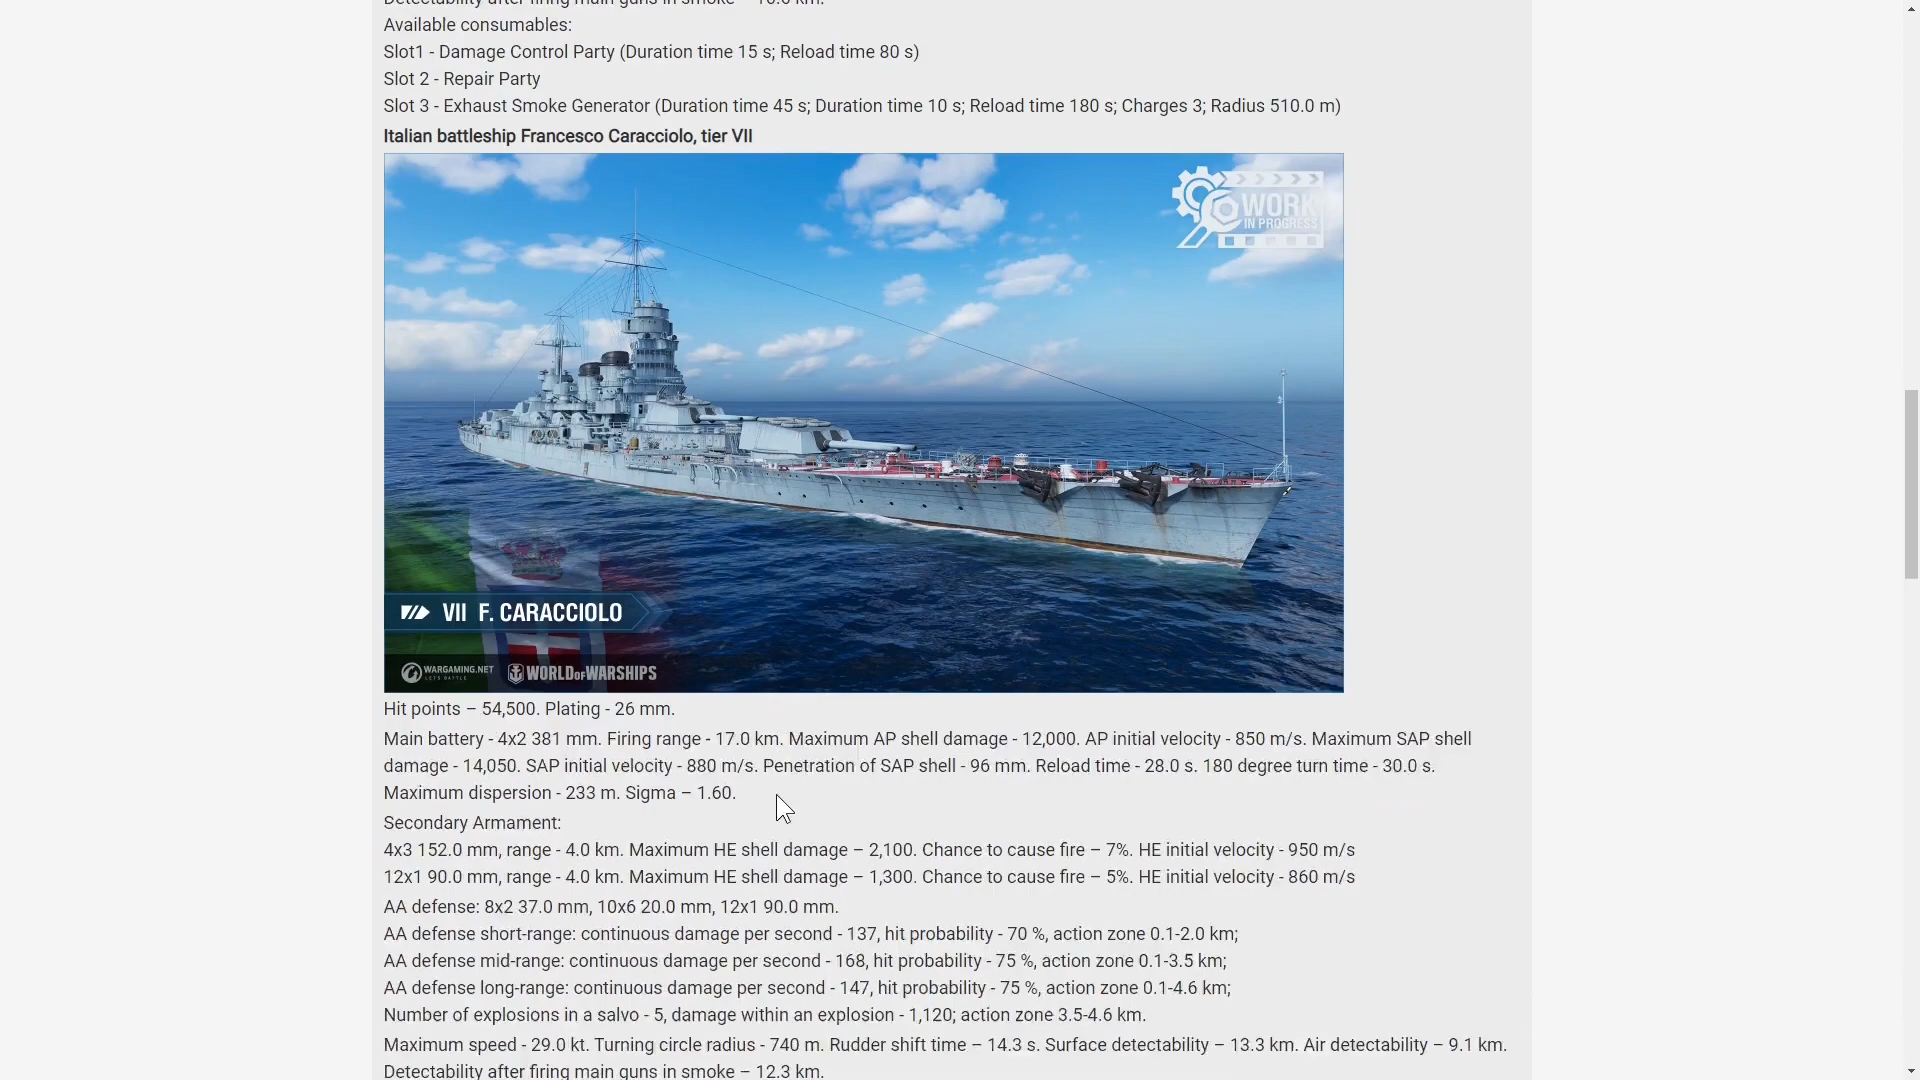 Detectability after firing main guns in smoke – 10.0 km.
Available consumables:
Slot1 - Damage Control Party (Duration time 15 s; Reload time 80 s)
Slot 2 - Repair Party
Slot 3 - Exhaust Smoke Generator (Duration time 45 s; Duration time 10 s; Reload time 180 s; Charges 3; Radius 510.0 m)
Italian battleship Francesco Caracciolo, tier VII
WORK
IN PROGRESS
VII F. CARACCIOLO
WARGAMING.NET
LET'S BATTLE
WORLD OF WARSHIPS
Hit points – 54,500. Plating - 26 mm.
Main battery - 4x2 381 mm. Firing range - 17.0 km. Maximum AP shell damage - 12,000. AP initial velocity - 850 m/s. Maximum SAP shell
damage - 14,050. SAP initial velocity - 880 m/s. Penetration of SAP shell - 96 mm. Reload time - 28.0 s. 180 degree turn time - 30.0 s.
Maximum dispersion - 233 m. Sigma – 1.60.
Secondary Armament:
4x3 152.0 mm, range - 4.0 km. Maximum HE shell damage – 2,100. Chance to cause fire – 7%. HE initial velocity - 950 m/s
12x1 90.0 mm, range - 4.0 km. Maximum HE shell damage – 1,300. Chance to cause fire – 5%. HE initial velocity - 860 m/s
AA defense: 8x2 37.0 mm, 10x6 20.0 mm, 12x1 90.0 mm.
AA defense short-range: continuous damage per second - 137, hit probability - 70 %, action zone 0.1-2.0 km;
AA defense mid-range: continuous damage per second - 168, hit probability - 75 %, action zone 0.1-3.5 km;
AA defense long-range: continuous damage per second - 147, hit probability - 75 %, action zone 0.1-4.6 km;
Number of explosions in a salvo - 5, damage within an explosion - 1,120; action zone 3.5-4.6 km.
Maximum speed - 29.0 kt. Turning circle radius - 740 m. Rudder shift time – 14.3 s. Surface detectability – 13.3 km. Air detectability – 9.1 km.
Detectability after firing main guns in smoke – 12.3 km.